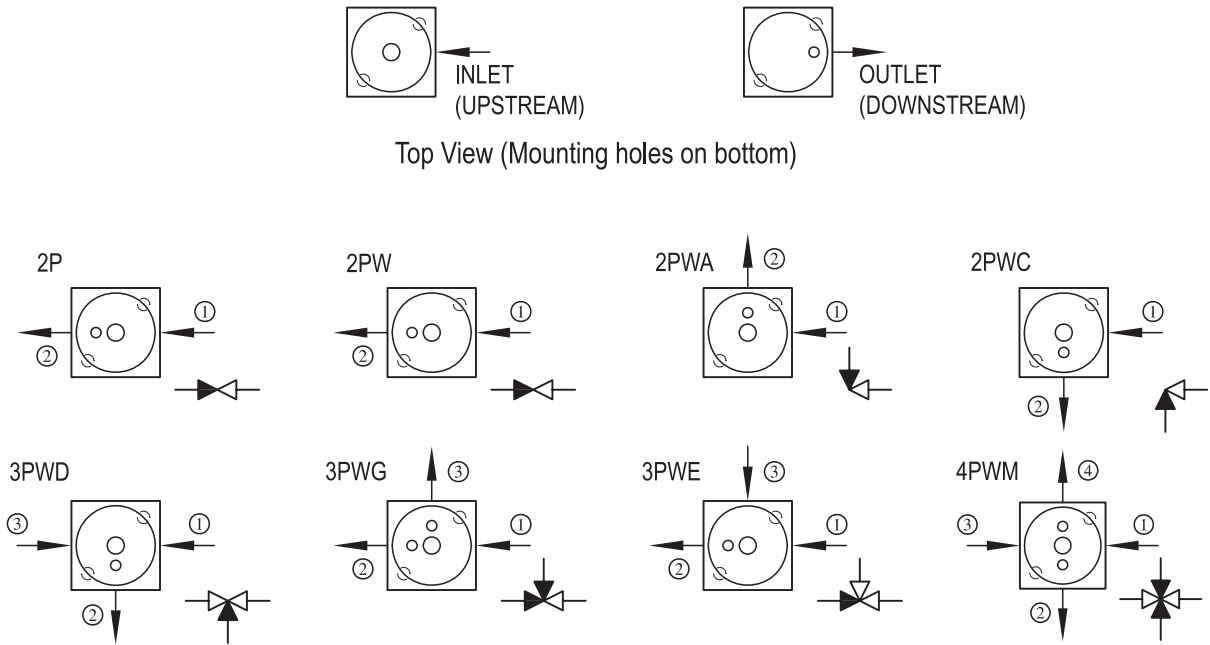 INLET
(UPSTREAM)
OUTLET
(DOWNSTREAM)
Top View (Mounting holes on bottom)
2P
①
②
2PW
①
②
2PWA
②
①
2PWC
①
②
3PWD
③
①
②
3PWG
③
①
②
3PWE
③
①
②
4PWM
④
③
①
②